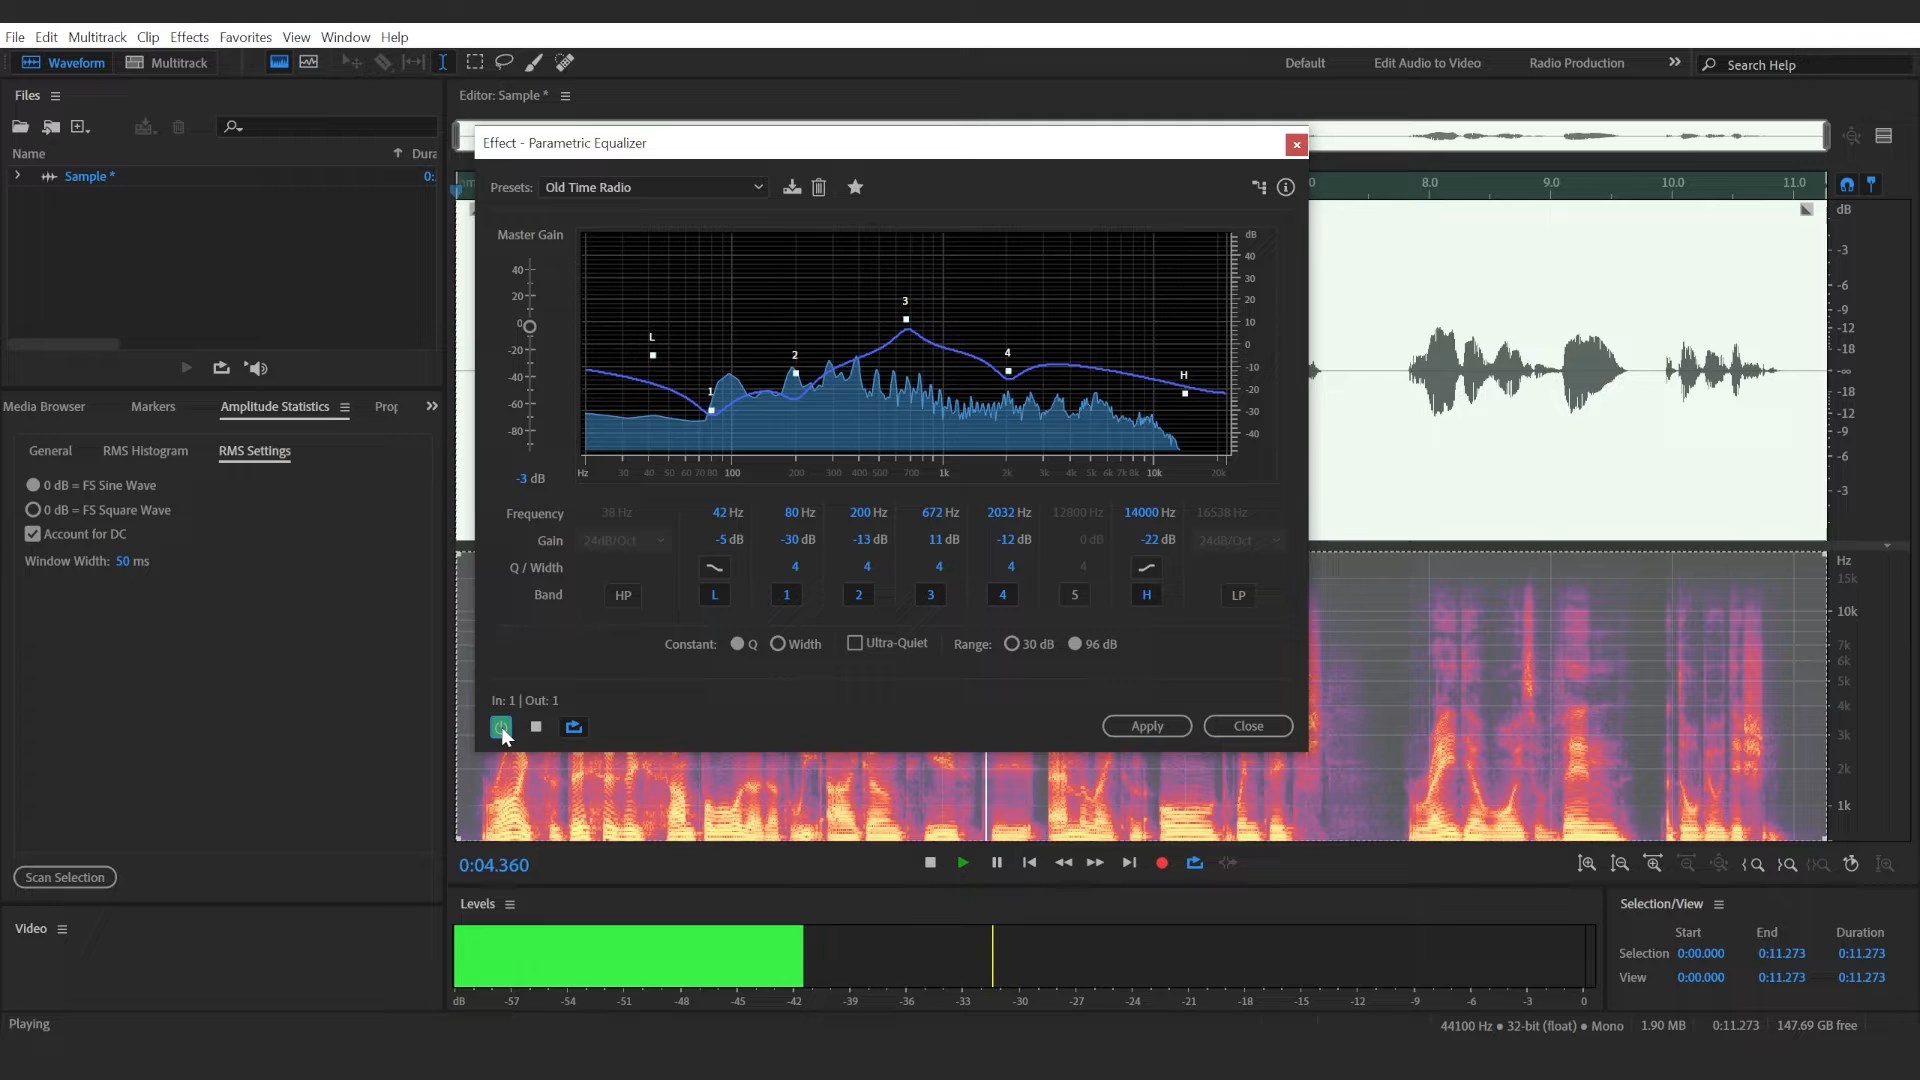 File Edit Multitrack Clip Effects Favorites View Window Help
Waveform Multitrack Default Edit Audio to Video Radio Production Search Help
Files
Editor: Sample *
Name Dura
Sample * 0:
Effect - Parametric Equalizer
Presets: Old Time Radio
Master Gain
40
20
0
-20
-40
-60
-80
-3 dB
L 1 2 3 4 H
dB
40
30
20
10
0
-10
-20
-30
-40
Hz 30 40 50 60 70 80 100 200 300 400 500 700 1k 2k 3k 4k 5k 6k 7k 8k 10k 20k
Frequency 38 Hz 42 Hz 80 Hz 200 Hz 672 Hz 2032 Hz 12800 Hz 14000 Hz 16538 Hz
Gain 24dB/Oct -5 dB -30 dB -13 dB 11 dB -12 dB 0 dB -22 dB 24dB/Oct
Q / Width 4 4 4 4 4
Band HP L 1 2 3 4 5 H LP
Constant: Q Width Ultra-Quiet Range: 30 dB 96 dB
In: 1 | Out: 1
Apply Close
8.0 9.0 10.0 11.0
dB
-3
-6
-9
-12
-18
-∞
-18
-12
-9
-6
-3
Hz
15k
10k
7k
6k
5k
4k
3k
2k
1k
Media Browser Markers Amplitude Statistics Prop
General RMS Histogram RMS Settings
0 dB = FS Sine Wave
0 dB = FS Square Wave
Account for DC
Window Width: 50 ms
Scan Selection
0:04.360
Video
Levels
dB -57 -54 -51 -48 -45 -42 -39 -36 -33 -30 -27 -24 -21 -18 -15 -12 -9 -6 -3 0
Selection/View
Start End Duration
Selection 0:00.000 0:11.273 0:11.273
View 0:00.000 0:11.273 0:11.273
Playing
44100 Hz ● 32-bit (float) ● Mono 1.90 MB 0:11.273 147.69 GB free